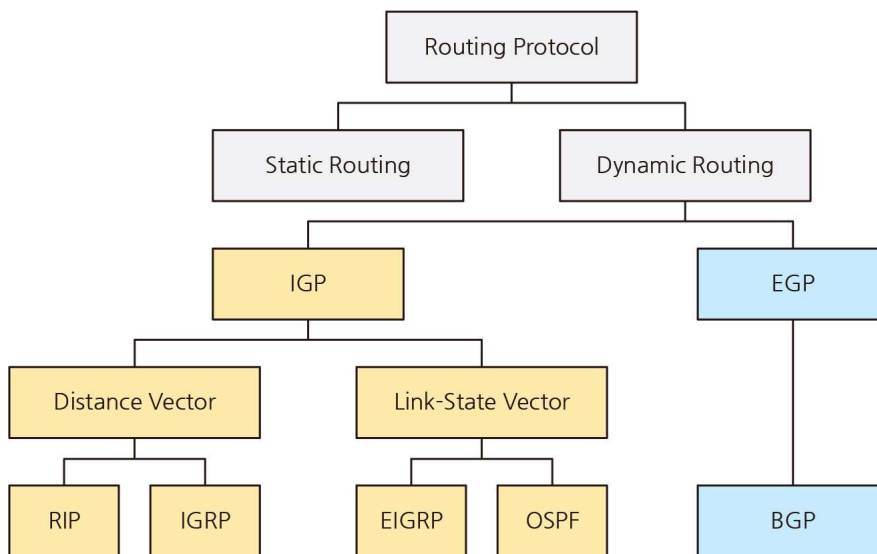 Routing Protocol
Static Routing
Dynamic Routing
IGP
EGP
Distance Vector
Link-State Vector
RIP
IGRP
EIGRP
OSPF
BGP